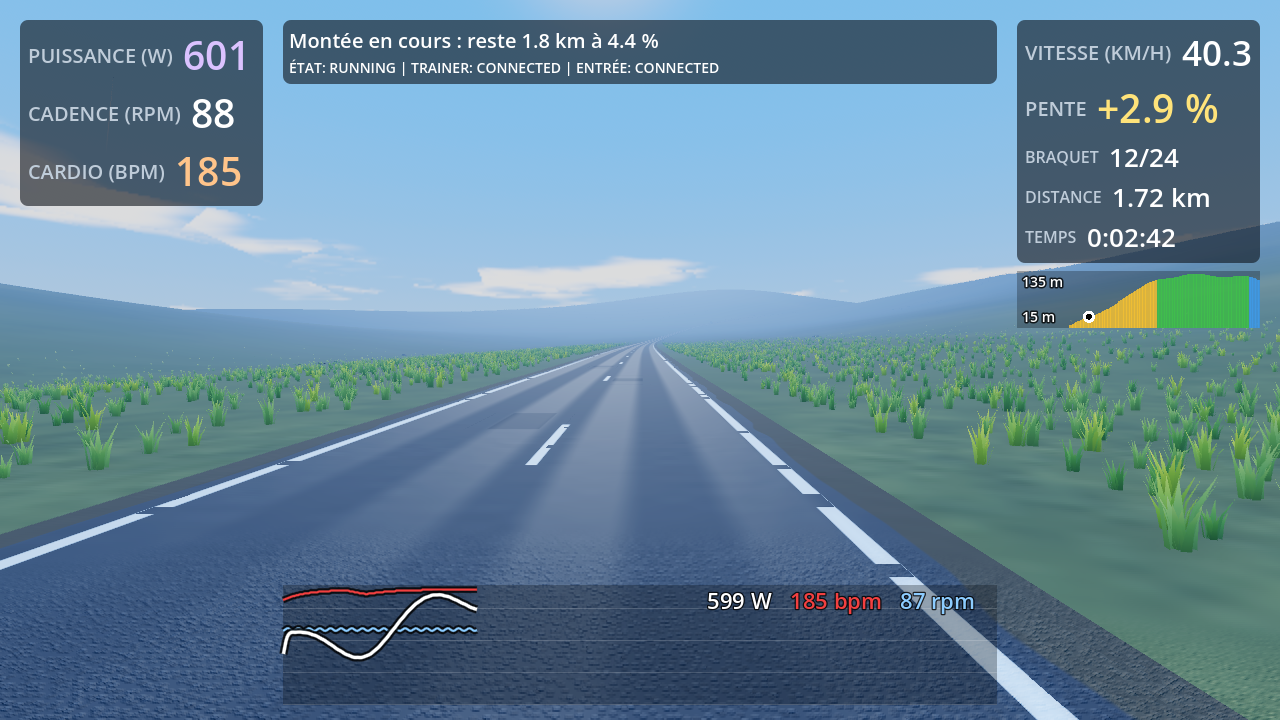 PUISSANCE (W) 601
CADENCE (RPM) 88
CARDIO (BPM) 185
Montée en cours : reste 1.8 km à 4.4 %
ÉTAT: RUNNING | TRAINER: CONNECTED | ENTRÉE: CONNECTED
VITESSE (KM/H) 40.3
PENTE +2.9 %
BRAQUET 12/24
DISTANCE 1.72 km
TEMPS 0:02:42
135 m
15 m
599 W 185 bpm 87 rpm